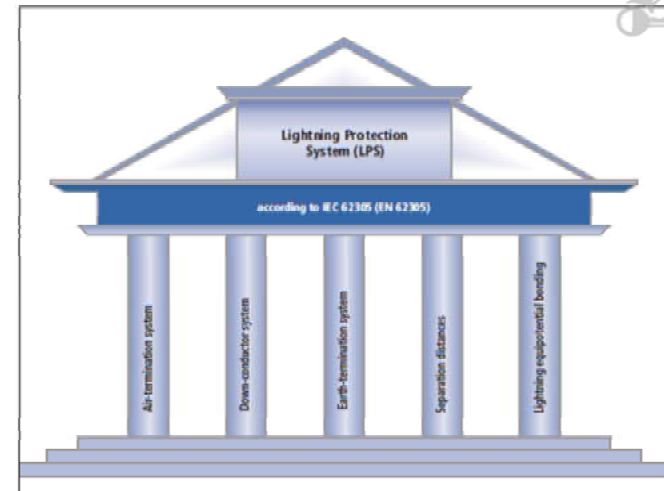 Lightning Protection
System (LPS)
according to IEC 62305 (EN 62305)
Air-termination system
Down-conductor system
Earth-termination system
Separation distances
Lightning equipotential bonding